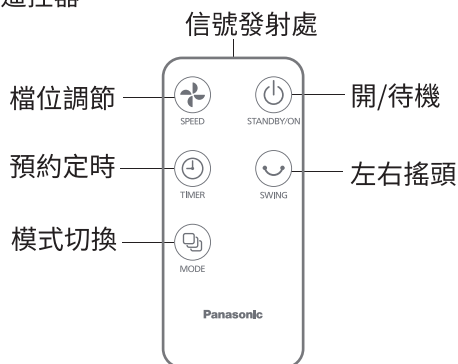 遙控器
信號發射處
檔位調節
SPEED
STANDBY/ON
開/待機
預約定時
TIMER
SWING
左右搖頭
模式切換
MODE
Panasonic